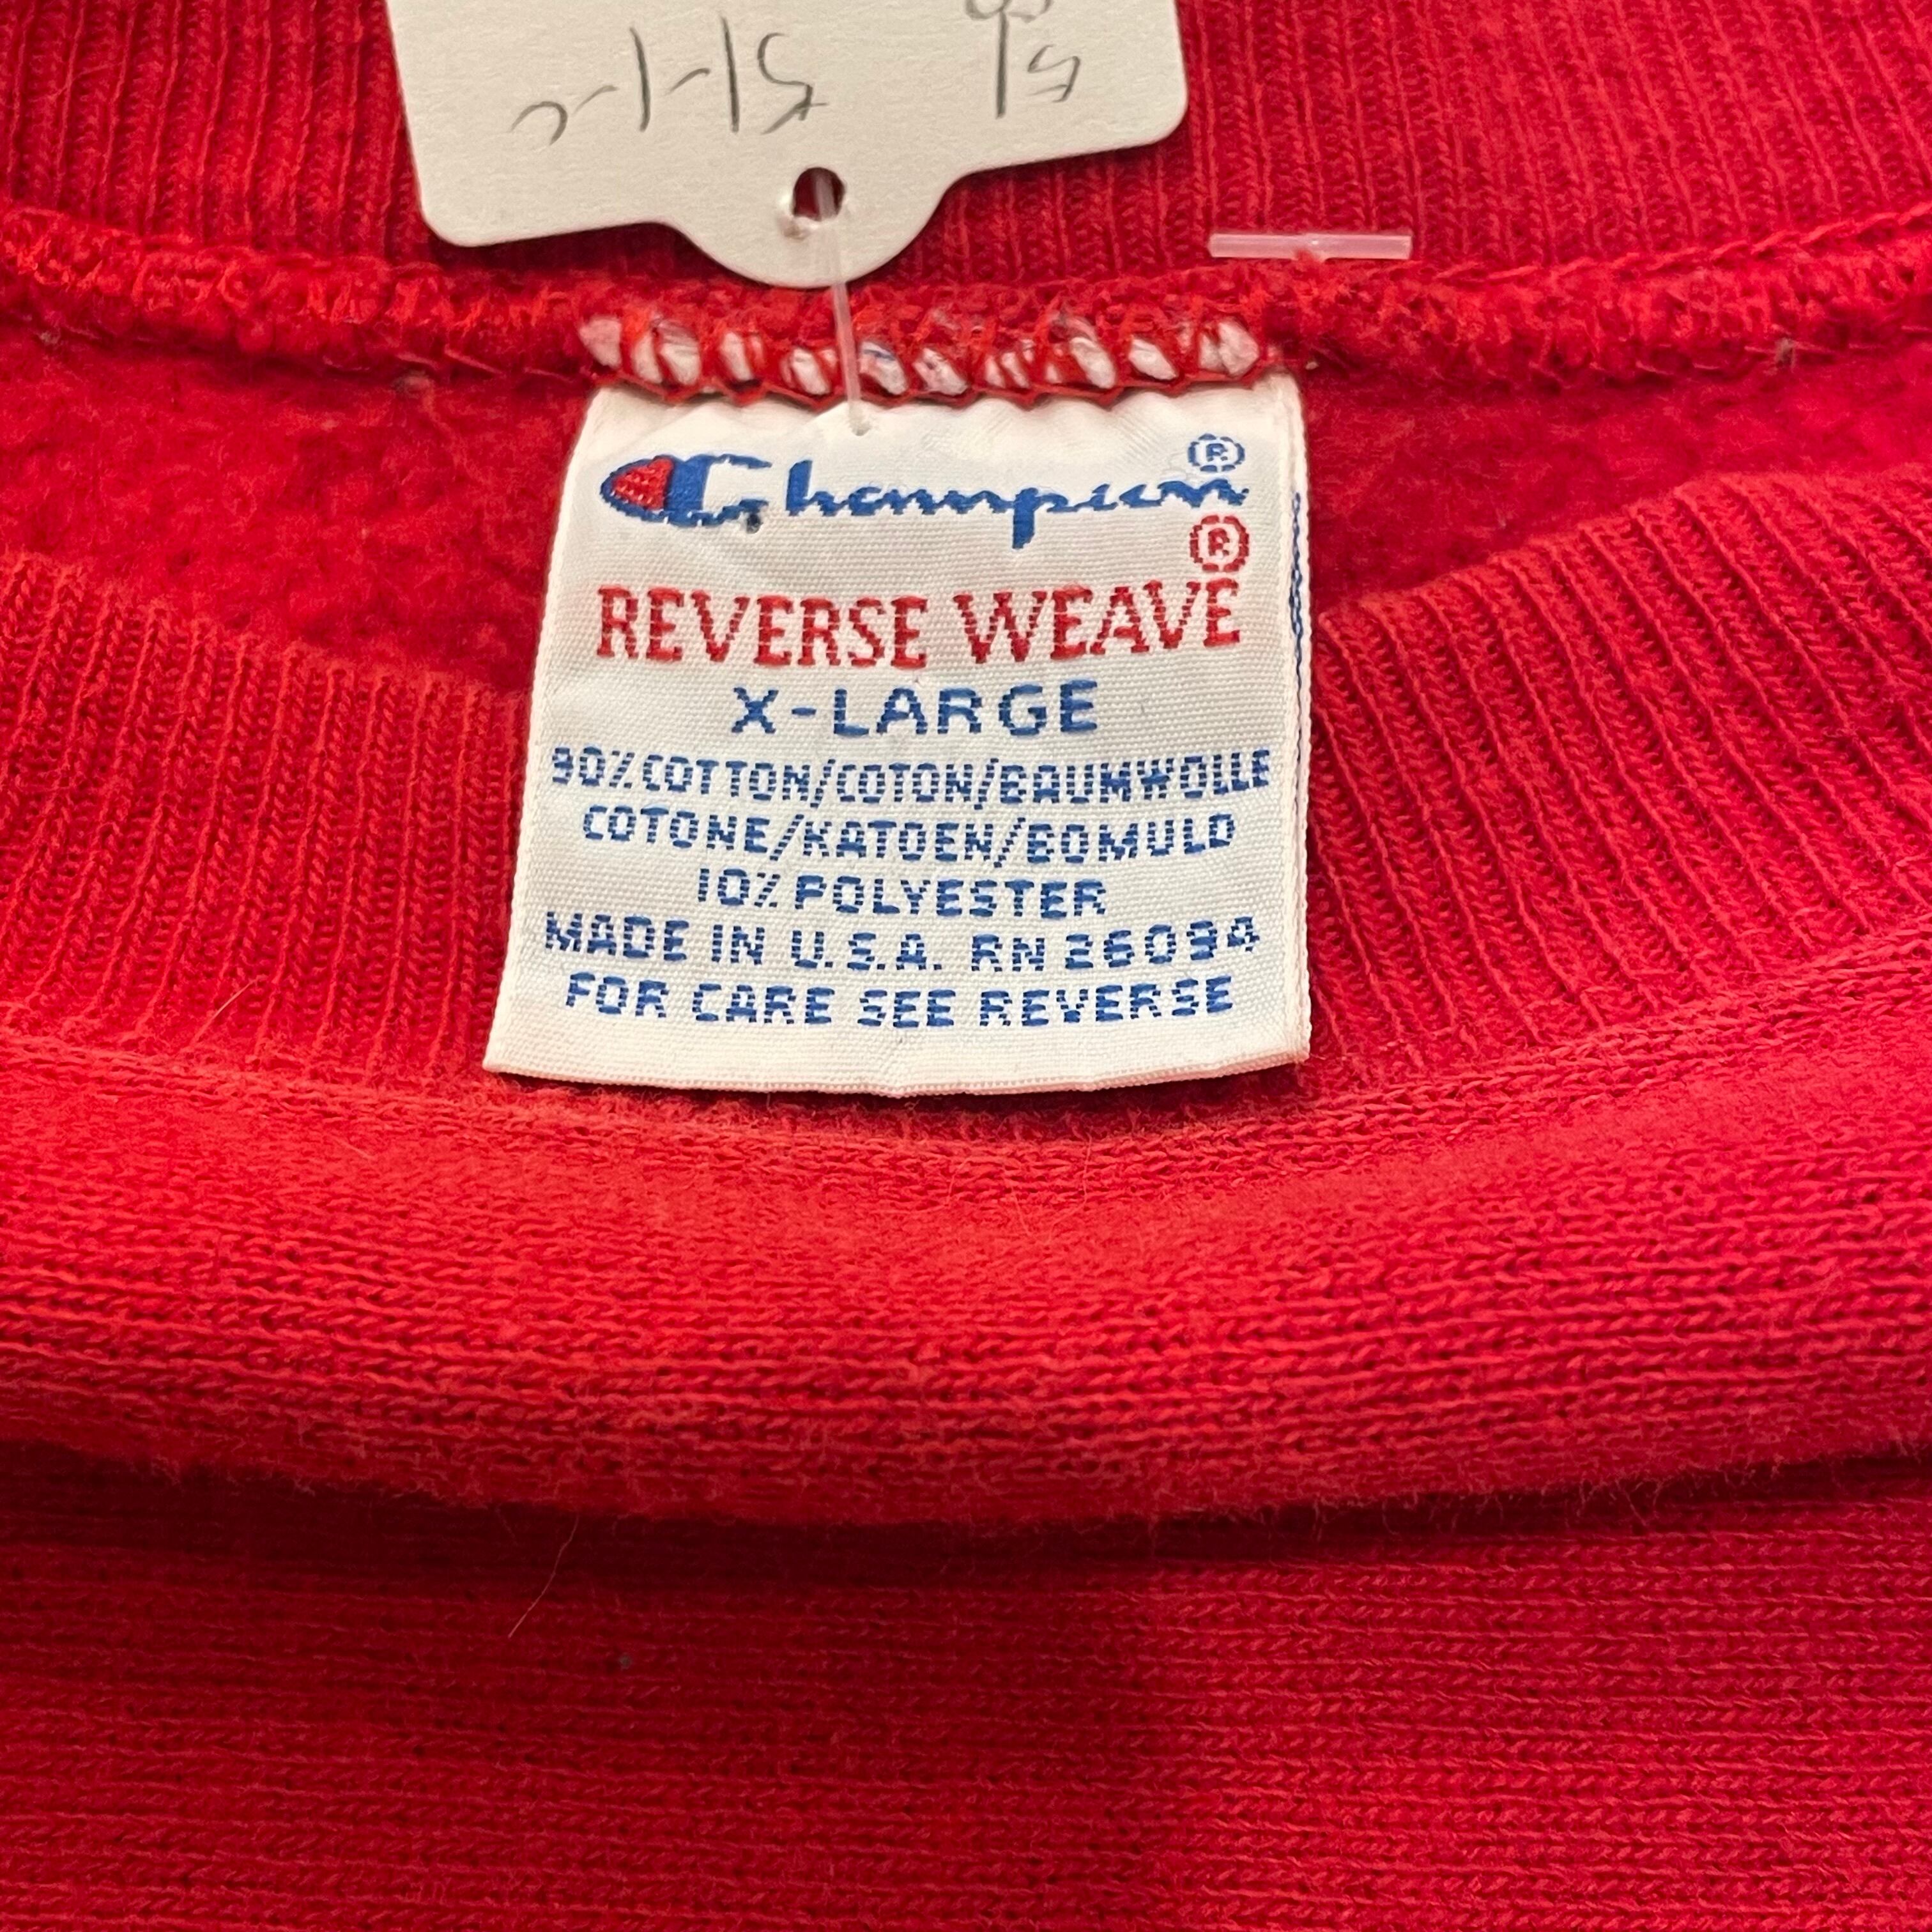 Champion®
REVERSE WEAVE®
X-LARGE
90% COTTON/COTON/BAUMWOLLE
COTONE/KATOEN/BOMULD
10% POLYESTER
MADE IN U.S.A. RN 26094
FOR CARE SEE REVERSE